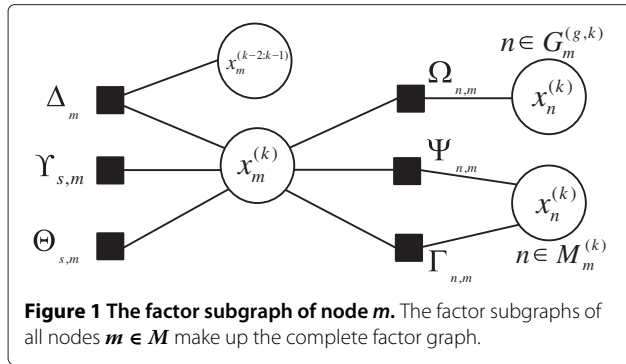 x_m^{(k-2:k-1)}
n ∈ G_m^{(g,k)}
Δ_m
Ω_{n,m}
x_n^{(k)}
Υ_{s,m}
x_m^{(k)}
Ψ_{n,m}
x_n^{(k)}
Θ_{s,m}
Γ_{n,m}
n ∈ M_m^{(k)}
Figure 1 The factor subgraph of node m. The factor subgraphs of
all nodes m ∈ M make up the complete factor graph.